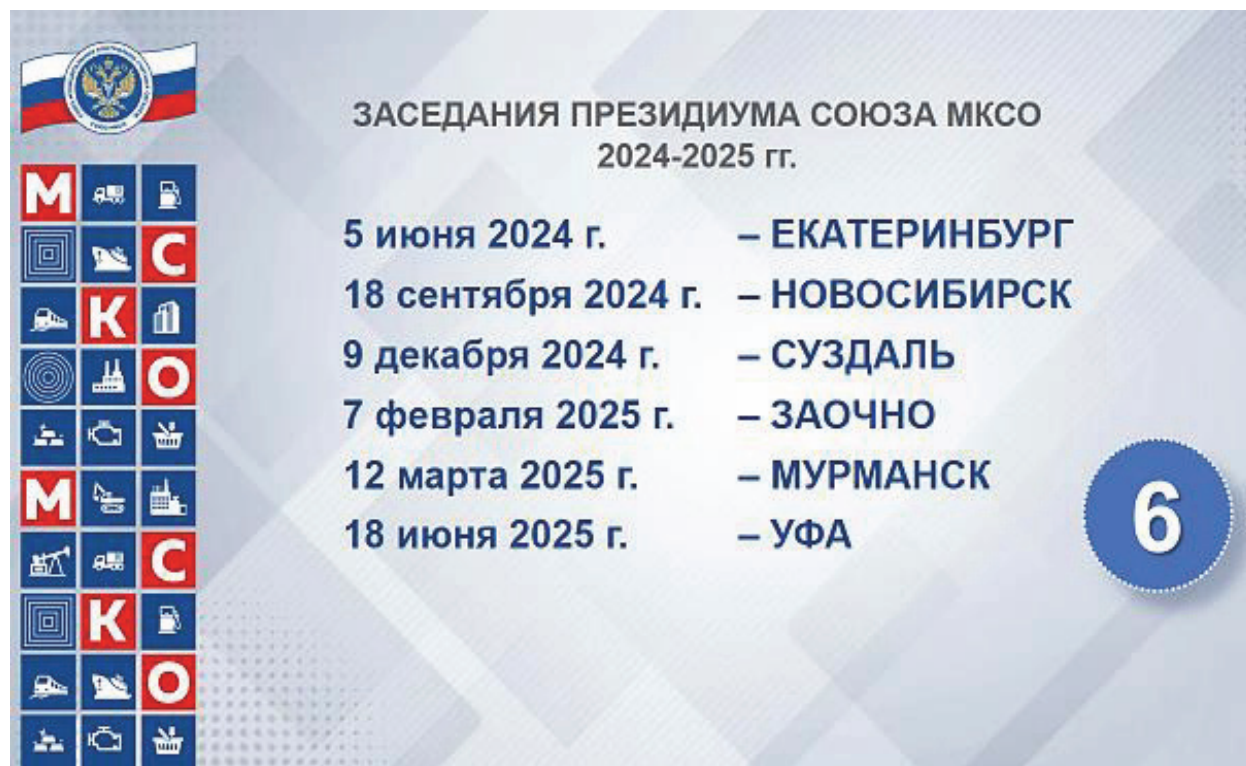 ЗАСЕДАНИЯ ПРЕЗИДИУМА СОЮЗА МКСО
2024-2025 гг.
5 июня 2024 г. – ЕКАТЕРИНБУРГ
18 сентября 2024 г. – НОВОСИБИРСК
9 декабря 2024 г. – СУЗДАЛЬ
7 февраля 2025 г. – ЗАОЧНО
12 марта 2025 г. – МУРМАНСК
18 июня 2025 г. – УФА
6
М
С
К
О
М
С
К
О